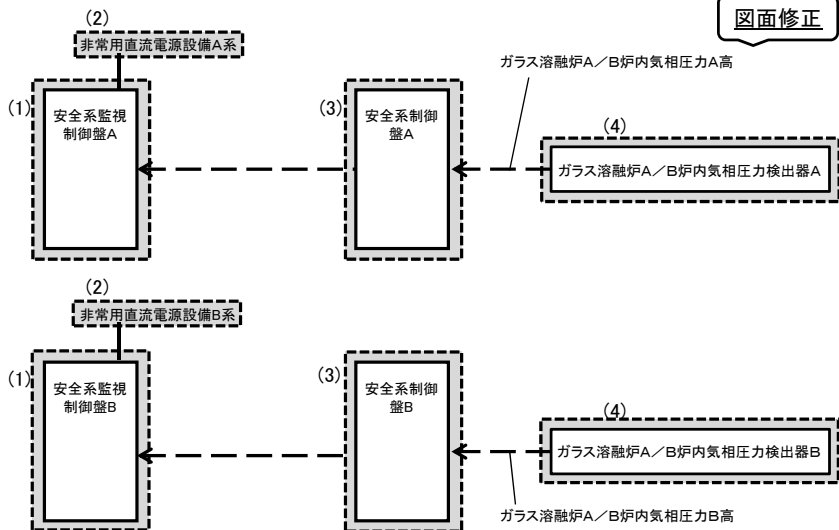 図面修正
(2)
非常用直流電源設備A系
ガラス溶融炉A／B炉内気相圧力A高
(1)
安全系監視
制御盤A
(3)
安全系制御
盤A
(4)
ガラス溶融炉A／B炉内気相圧力検出器A
(2)
非常用直流電源設備B系
(1)
安全系監視
制御盤B
(3)
安全系制御
盤B
(4)
ガラス溶融炉A／B炉内気相圧力検出器B
ガラス溶融炉A／B炉内気相圧力B高